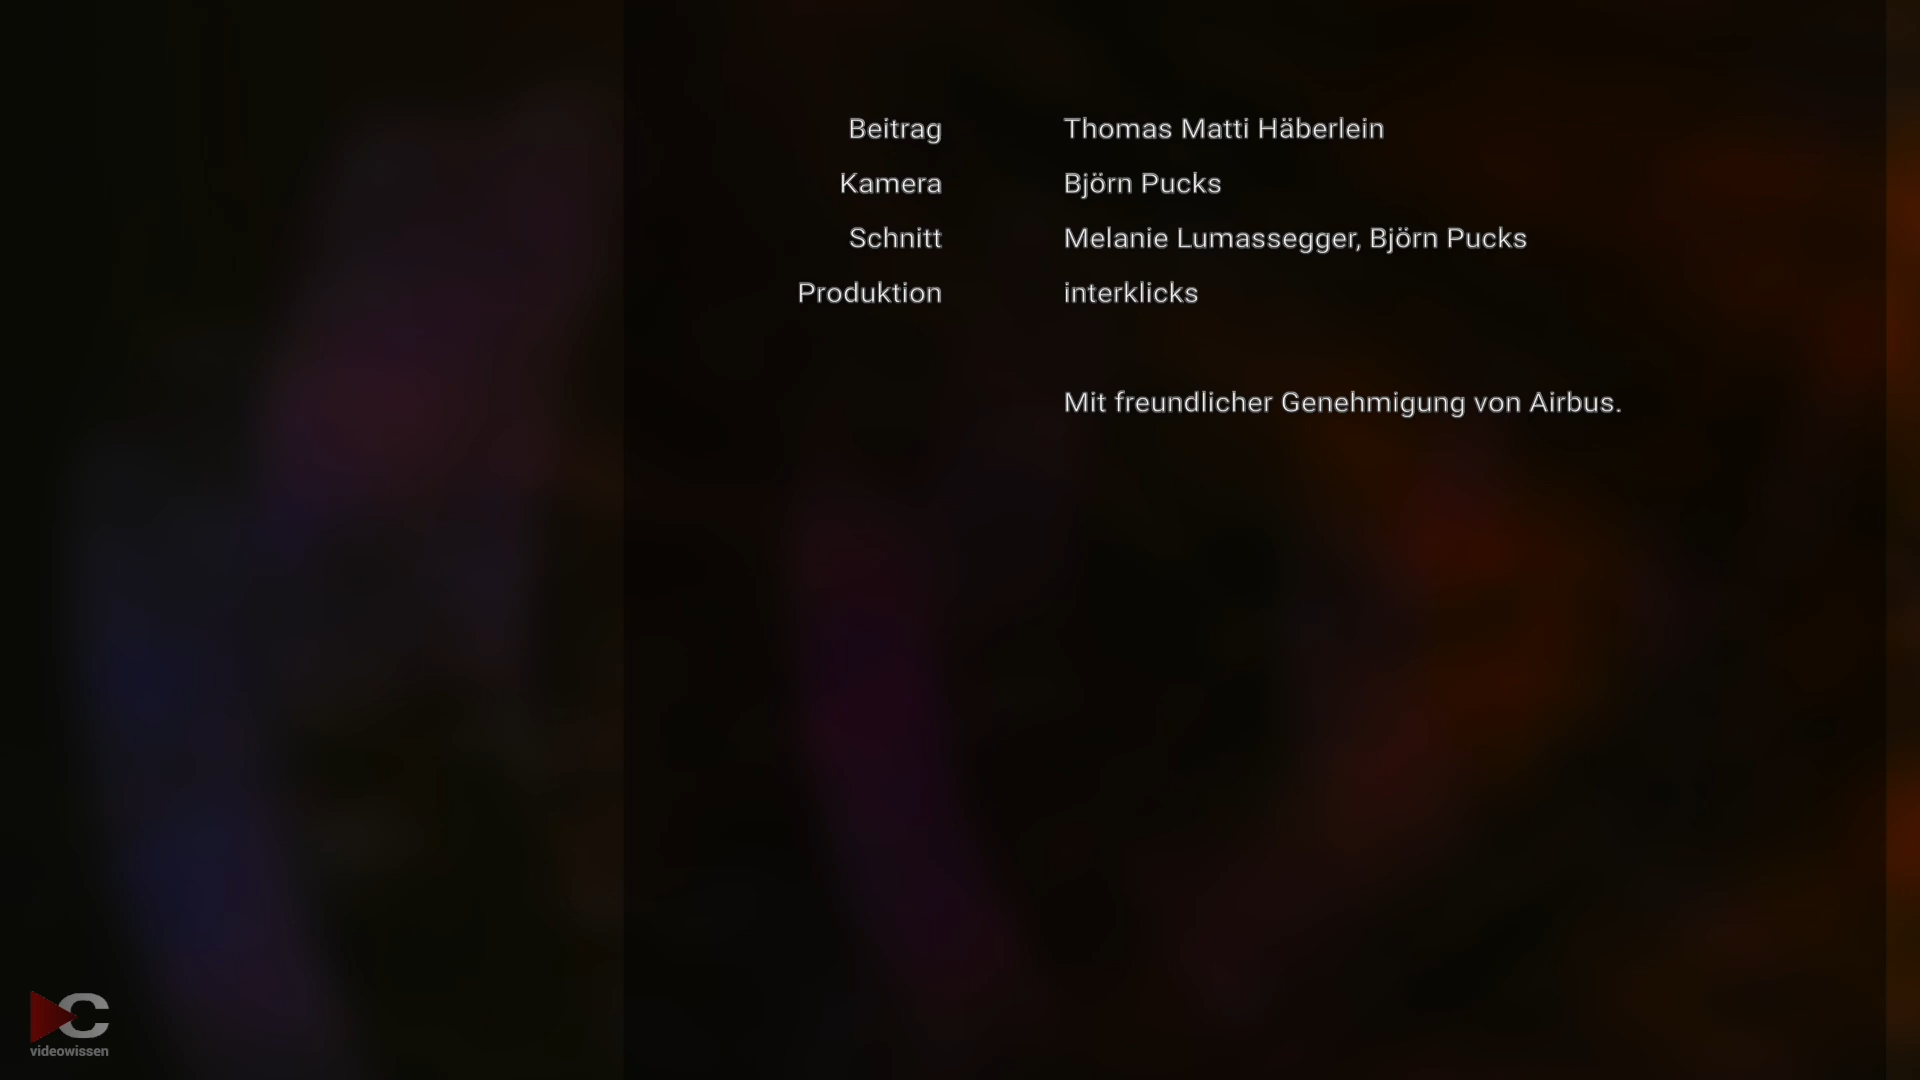 Beitrag Thomas Matti Häberlein
Kamera Björn Pucks
Schnitt Melanie Lumassegger, Björn Pucks
Produktion interklicks
Mit freundlicher Genehmigung von Airbus.
C
videowissen